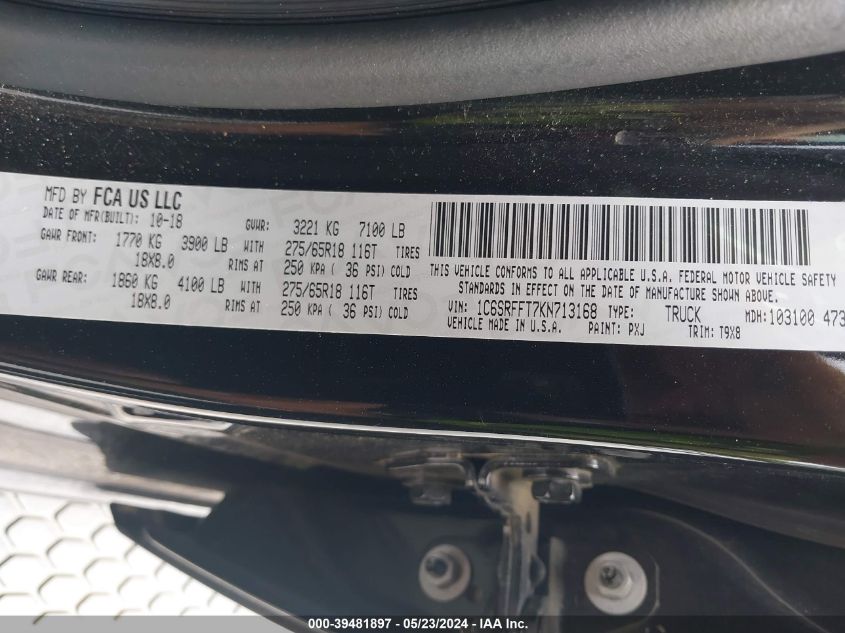 MFD BY FCA US LLC
DATE OF MFR(BUILT): 10-18 GVWR: 3221 KG 7100 LB
GAWR FRONT: 1770 KG 3900 LB WITH 275/65R18 116T TIRES
18X8.0 RIMS AT 250 KPA ( 36 PSI) COLD
GAWR REAR: 1860 KG 4100 LB WITH 275/65R18 116T TIRES
18X8.0 RIMS AT 250 KPA ( 36 PSI) COLD
THIS VEHICLE CONFORMS TO ALL APPLICABLE U.S.A. FEDERAL MOTOR VEHICLE SAFETY
STANDARDS IN EFFECT ON THE DATE OF MANUFACTURE SHOWN ABOVE.
VIN: 1C6SRFFT7KN713168 TYPE: TRUCK MDH: 103100 473
VEHICLE MADE IN U.S.A. PAINT: PXJ TRIM: T9X8
000-39481897 - 05/23/2024 - IAA Inc.